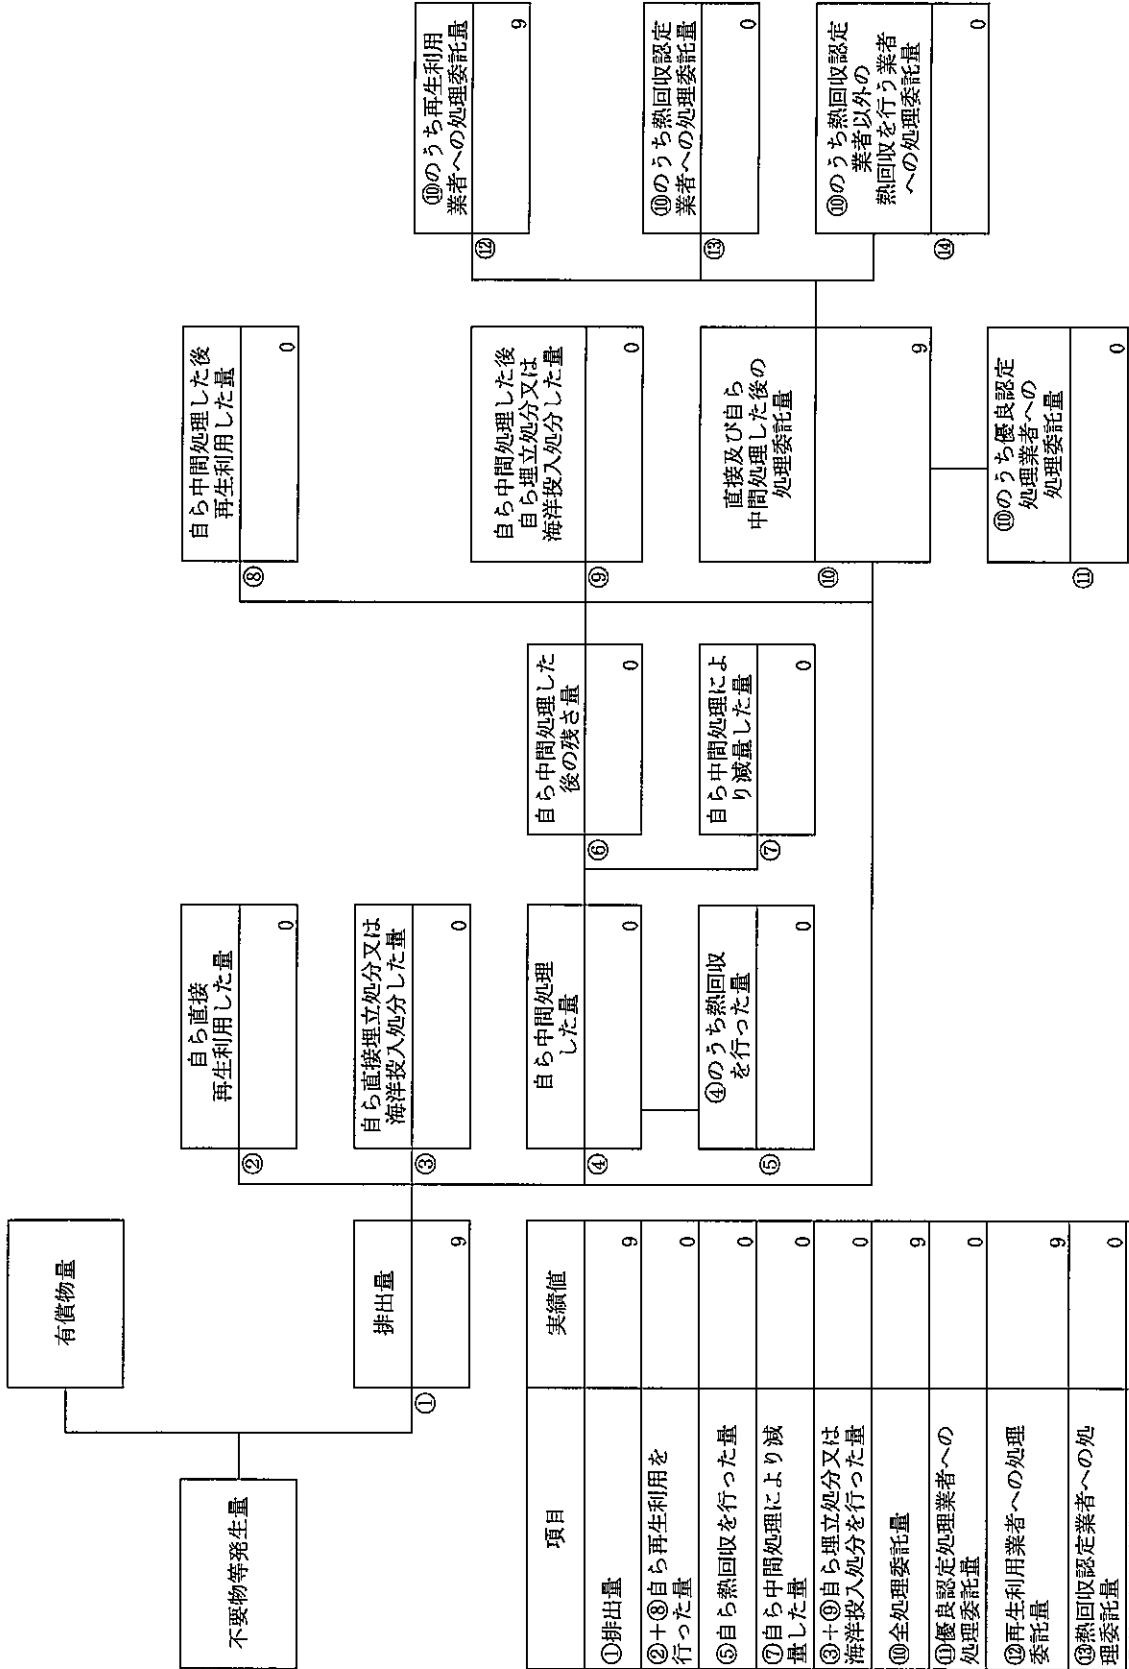 不要物等発生量
有償物量
排出量
①
9
自ら直接
再生利用した量
②
0
自ら直接埋立処分又は
海洋投入処分した量
③
0
自ら中間処理
した量
④
0
④のうち熱回収
を行った量
⑤
0
自ら中間処理した
後の残さ量
⑥
0
自ら中間処理によ
り減量した量
⑦
0
自ら中間処理した後
再生利用した量
⑧
0
自ら中間処理した後
自ら埋立処分又は
海洋投入処分した量
⑨
0
直接及び自ら
中間処理した後の
処理委託量
⑩
9
⑩のうち優良認定
処理業者への
処理委託量
⑪
0
⑩のうち再生利用
業者への処理委託量
⑫
9
⑩のうち熱回収認定
業者への処理委託量
⑬
0
⑩のうち熱回収認定
業者以外の
熱回収を行う業者
への処理委託量
⑭
0
項目 実績値
①排出量 9
②+⑧自ら再生利用を
行った量 0
⑤自ら熱回収を行った量 0
⑦自ら中間処理により減
量した量 0
③+⑨自ら埋立処分又は
海洋投入処分を行った量 0
⑩全処理委託量 9
⑪優良認定処理業者への
処理委託量 0
⑫再生利用業者への処理
委託量 9
⑬熱回収認定業者への処
理委託量 0